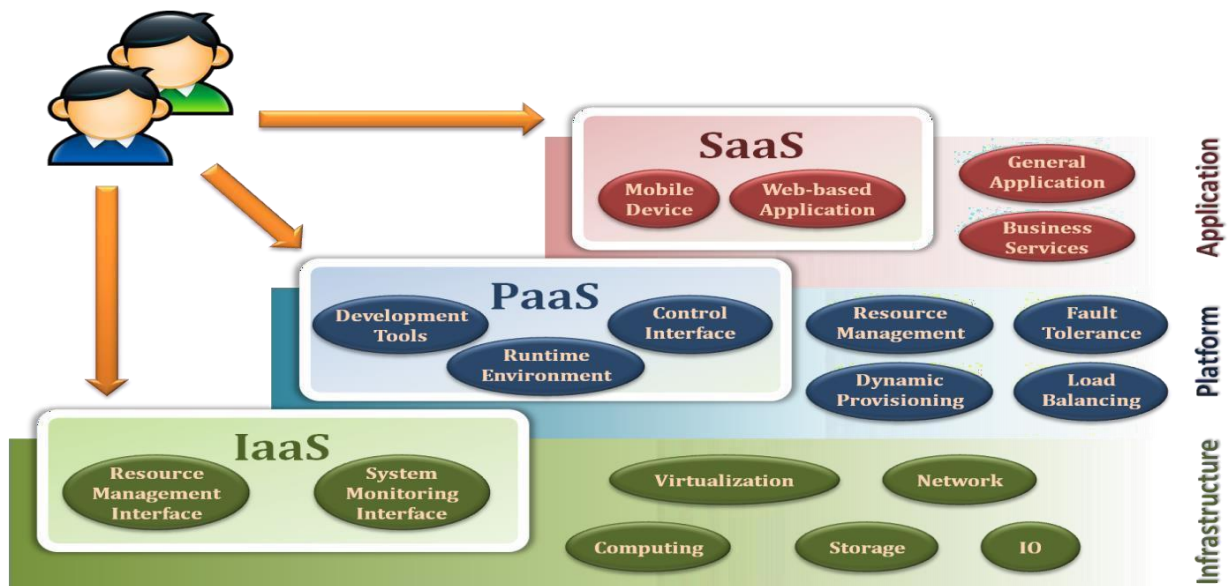 SaaS
Mobile
Device
Web-based
Application
General
Application
Business
Services
Application
PaaS
Development
Tools
Runtime
Environment
Control
Interface
Resource
Management
Fault
Tolerance
Dynamic
Provisioning
Load
Balancing
Platform
IaaS
Resource
Management
Interface
System
Monitoring
Interface
Virtualization
Network
Computing
Storage
IO
Infrastructure